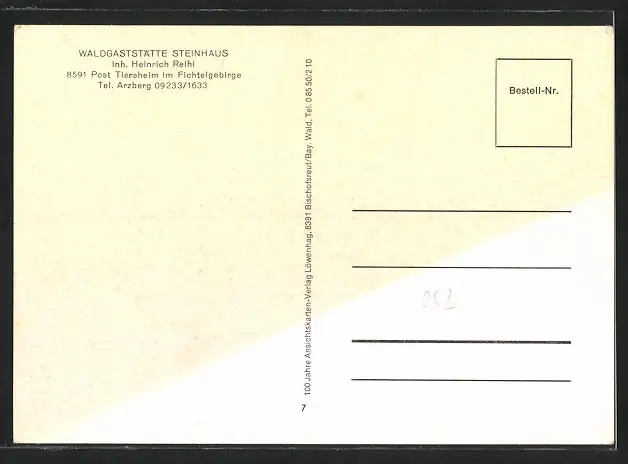 WALDGASTSTÄTTE STEINHAUS
Inh. Heinrich Reihl
8591 Post Tiersheim im Fichtelgebirge
Tel. Arzberg 09233/1633
100 Jahre Ansichtskarten-Verlag Löwenhag, 8391 Bischofsreut/Bay. Wald, Tel. 08550/210
7
Bestell-Nr.
052